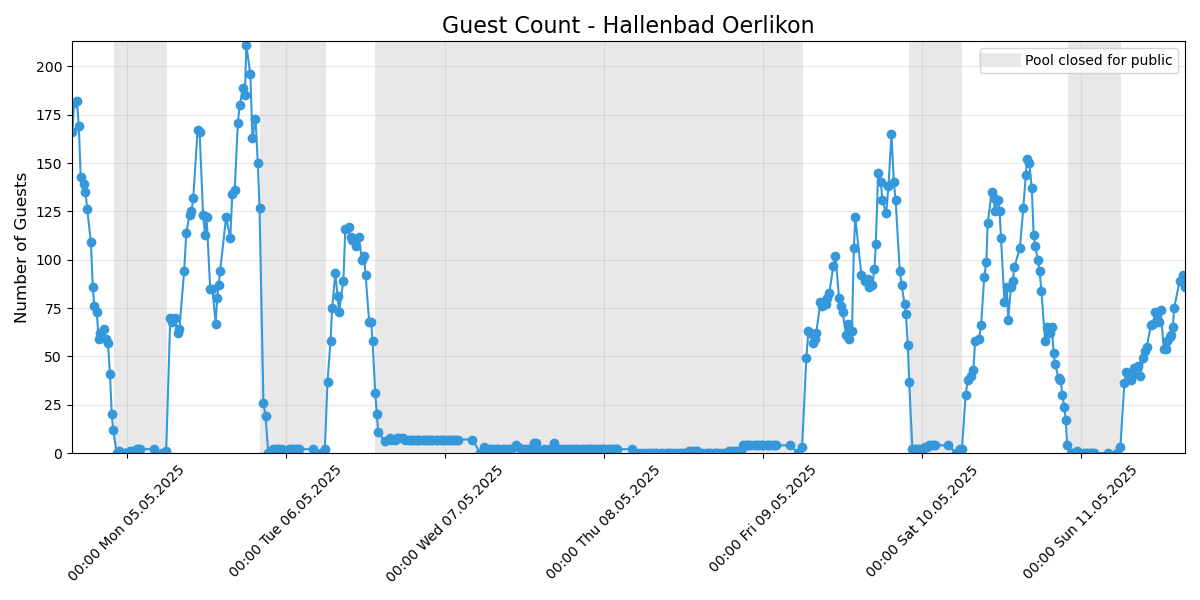 Guest Count - Hallenbad Oerlikon
Pool closed for public
Number of Guests
200
175
150
125
100
75
50
25
0
00:00 Mon 05.05.2025
00:00 Tue 06.05.2025
00:00 Wed 07.05.2025
00:00 Thu 08.05.2025
00:00 Fri 09.05.2025
00:00 Sat 10.05.2025
00:00 Sun 11.05.2025